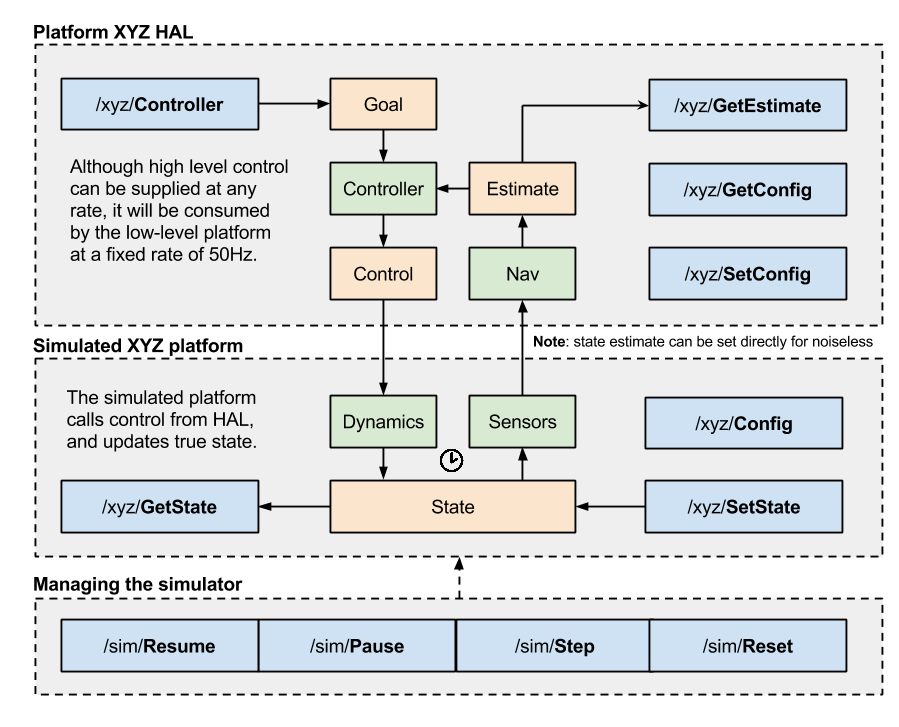 Platform XYZ HAL
/xyz/Controller
Goal
/xyz/GetEstimate
Although high level control
can be supplied at any
rate, it will be consumed
by the low-level platform
at a fixed rate of 50Hz.
Controller
Estimate
/xyz/GetConfig
Control
Nav
/xyz/SetConfig
Note: state estimate can be set directly for noiseless
Simulated XYZ platform
The simulated platform
calls control from HAL,
and updates true state.
Dynamics
Sensors
/xyz/Config
/xyz/GetState
State
/xyz/SetState
Managing the simulator
/sim/Resume
/sim/Pause
/sim/Step
/sim/Reset